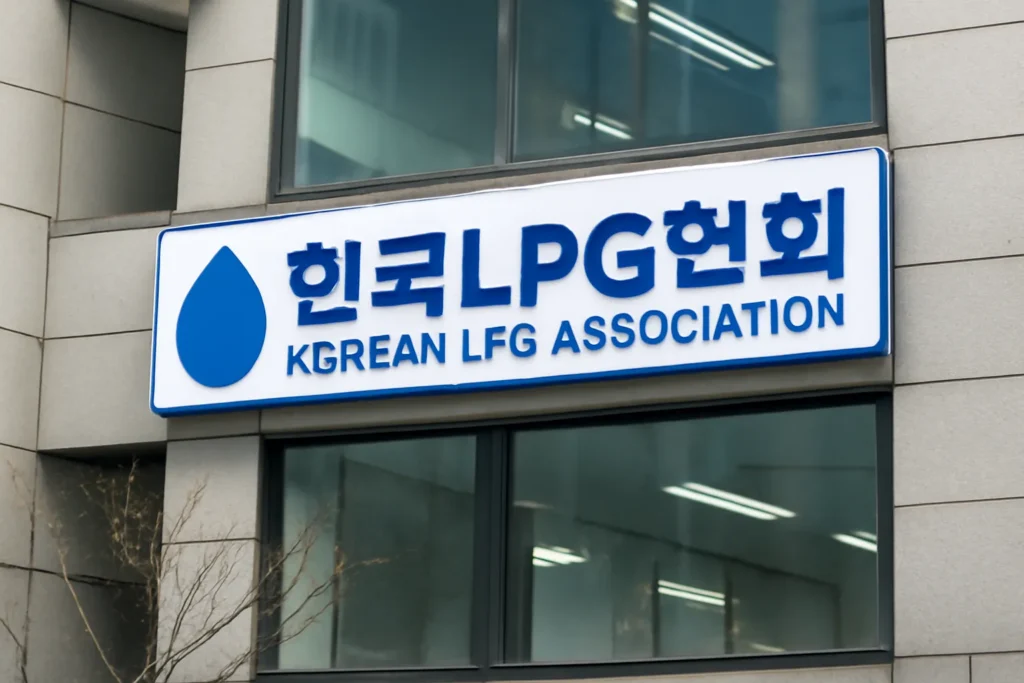 힌국LPG헌회
KGREAN LFG ASSOCIATION